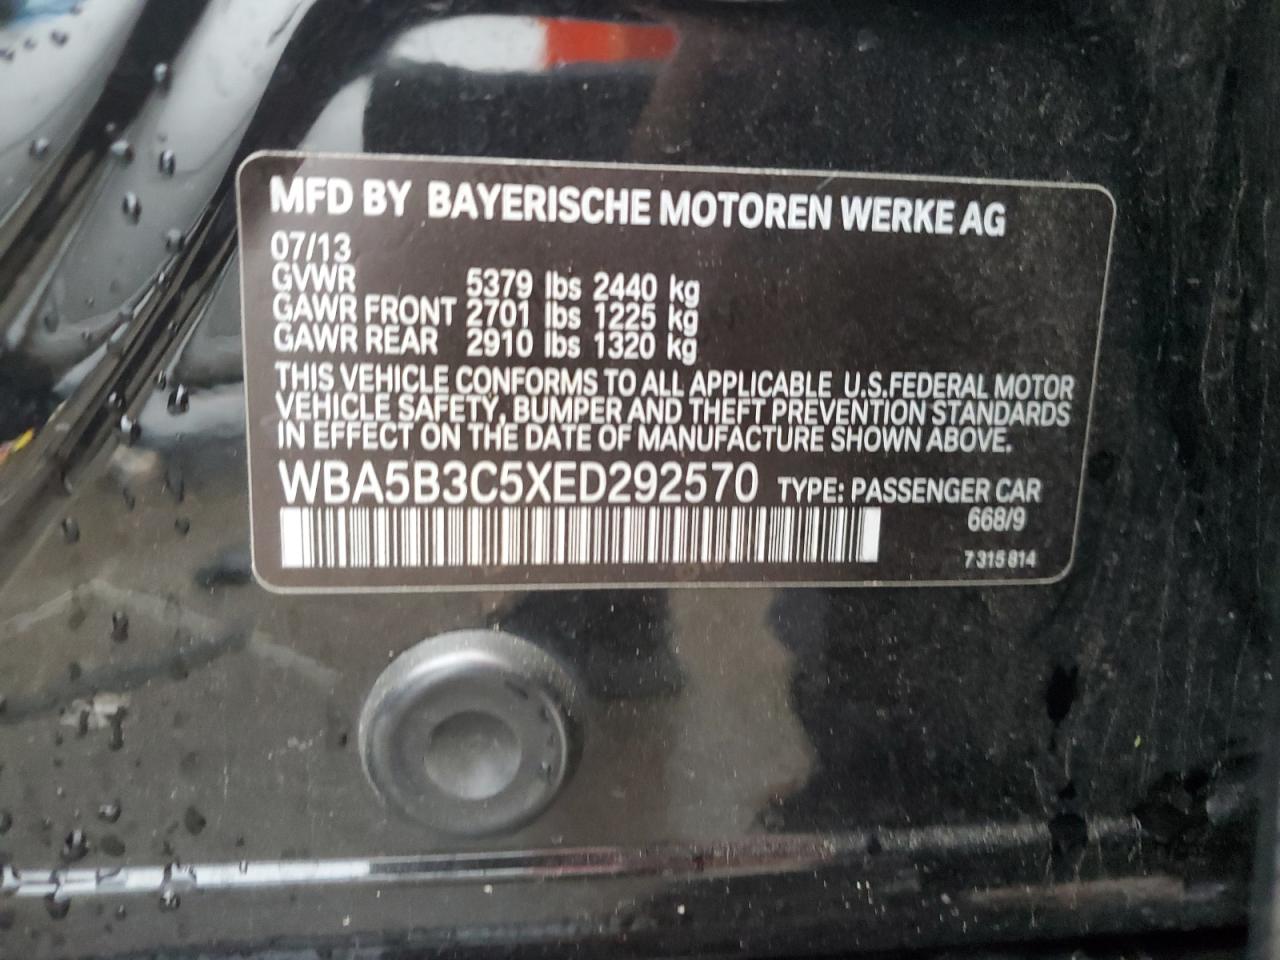 MFD BY BAYERISCHE MOTOREN WERKE AG
07/13
GVWR 5379 lbs 2440 kg
GAWR FRONT 2701 lbs 1225 kg
GAWR REAR 2910 lbs 1320 kg
THIS VEHICLE CONFORMS TO ALL APPLICABLE U.S.FEDERAL MOTOR
VEHICLE SAFETY, BUMPER AND THEFT PREVENTION STANDARDS
IN EFFECT ON THE DATE OF MANUFACTURE SHOWN ABOVE.
WBA5B3C5XED292570 TYPE: PASSENGER CAR
668/9
7 315 814